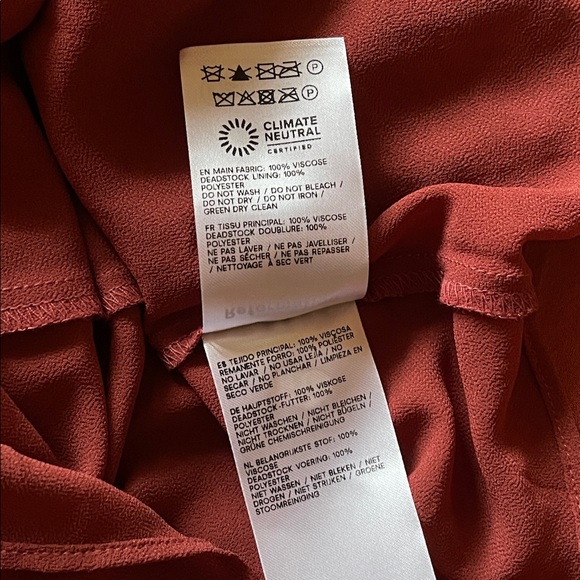 P
P
CLIMATE
NEUTRAL
CERTIFIED
EN MAIN FABRIC: 100% VISCOSE
DEADSTOCK LINING: 100%
POLYESTER
DO NOT WASH / DO NOT BLEACH /
DO NOT DRY / DO NOT IRON /
GREEN DRY CLEAN
FR TISSU PRINCIPAL: 100% VISCOSE
DEADSTOCK DOUBLURE: 100%
POLYESTER
NE PAS LAVER / NE PAS JAVELLISER /
NE PAS SÉCHER / NE PAS REPASSER
/ NETTOYAGE À SEC VERT
ES TEJIDO PRINCIPAL: 100% VISCOSA
REMANENTE FORRO: 100% POLIÉSTER
NO LAVAR / NO USAR LEJÍA / NO
SECAR / NO PLANCHAR / LIMPIEZA EN
SECO VERDE
DE HAUPTSTOFF: 100% VISKOSE
DEADSTOCK-FUTTER: 100%
POLYESTER
NICHT WASCHEN / NICHT BLEICHEN
/ NICHT TROCKNEN / NICHT BÜGELN /
GRÜNE CHEMISCHREINIGUNG
NL BELANGRIJKSTE STOF: 100%
VISCOSE
DEADSTOCK VOERING: 100%
POLYESTER
NIET WASSEN / NIET BLEKEN / NIET
DROGEN / NIET STRIJKEN / GROENE
STOOMREINIGING